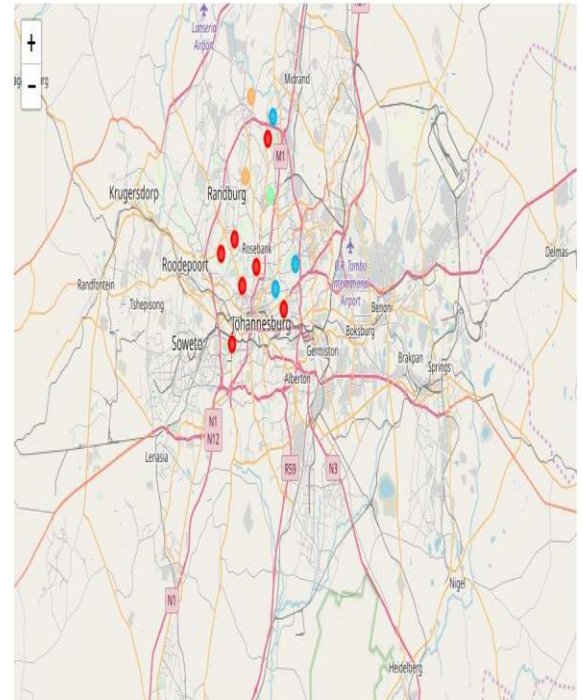 Lanseria
Airport
+
-
Midrand
M1
Krugersdorp
Randburg
Rosebank
Roodepoort
O.R. Tambo
International
Airport
Delmas
Randfontein
Tshepisong
Benoni
Johannesburg
Boksburg
Soweto
Germiston
Brakpan
Springs
Alberton
N1
N12
Lenasia
R59
N3
Nigel
N1
Heidelberg